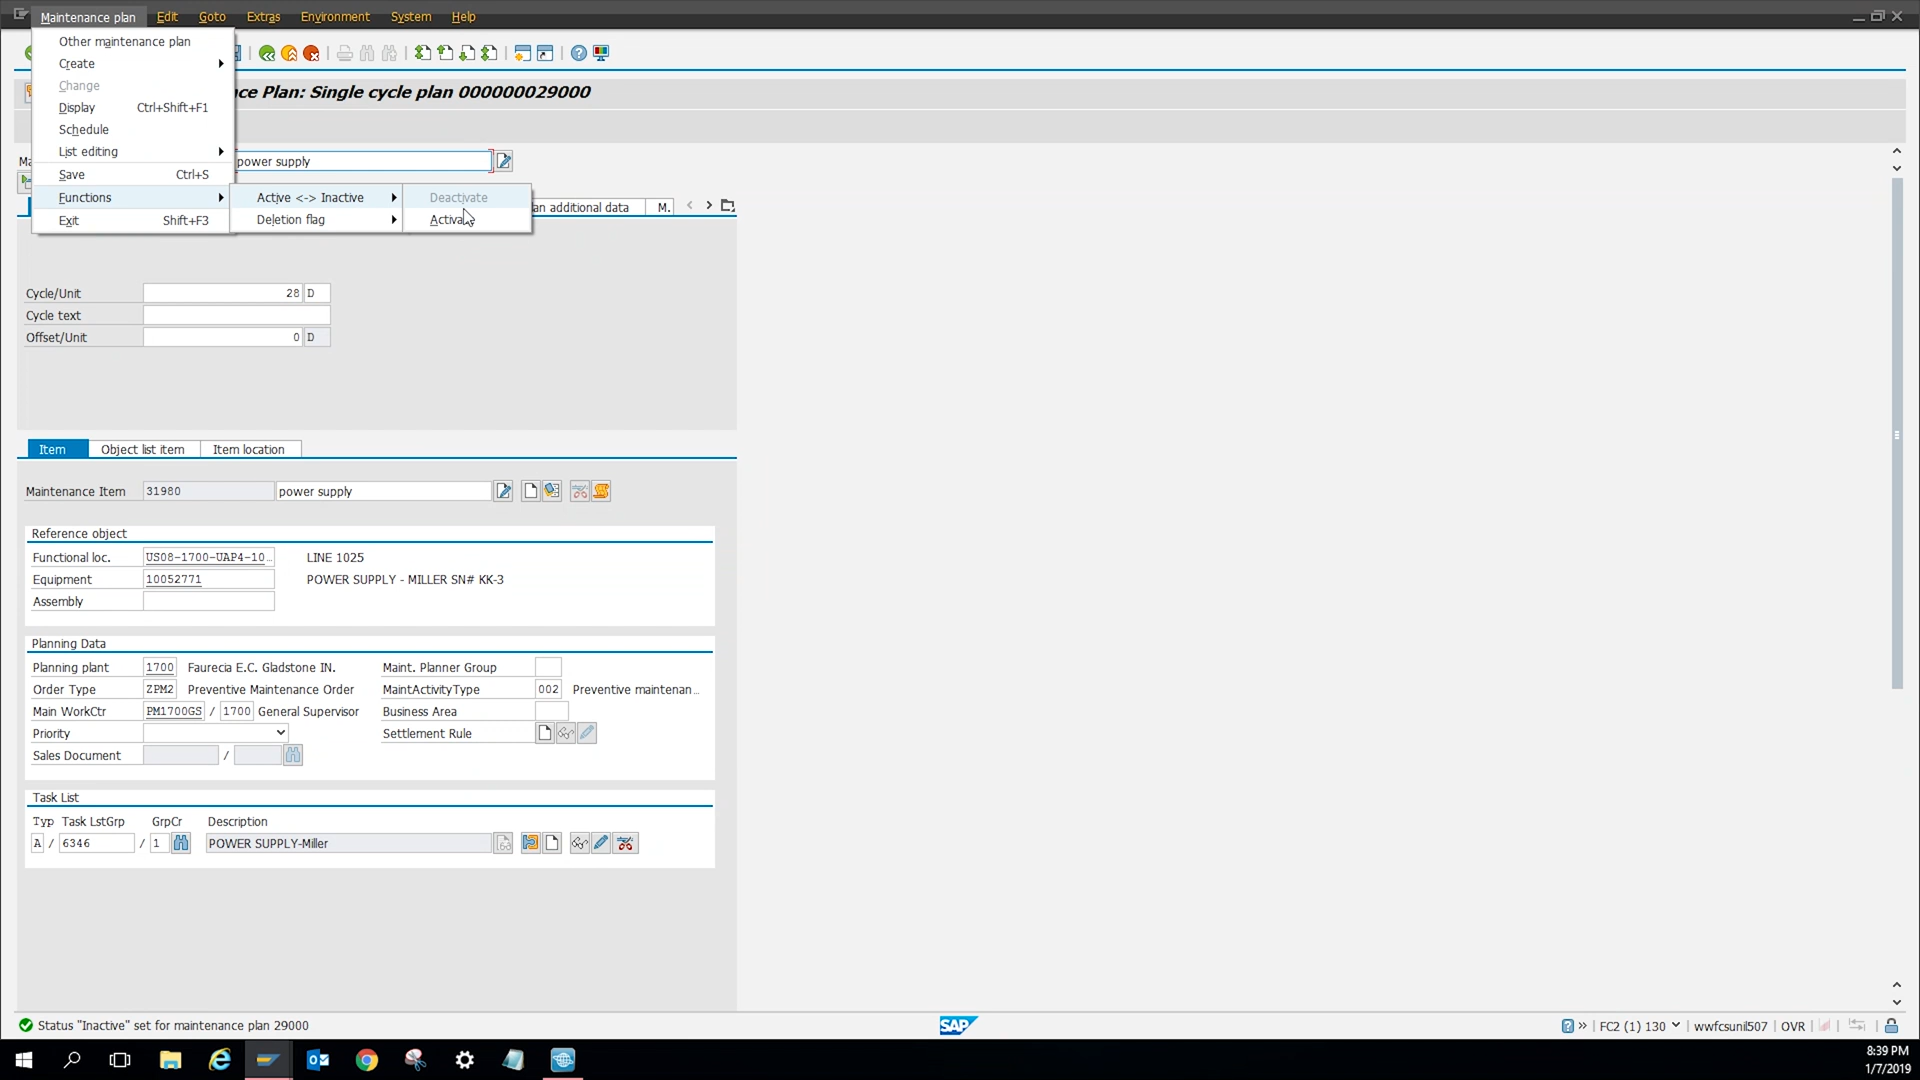 Maintenance plan Edit Goto Extras Environment System Help
Other maintenance plan
Create
Change
Display Ctrl+Shift+F1
Schedule
List editing
Save Ctrl+S
Functions
Exit Shift+F3
Active <-> Inactive
Deletion flag
Deactivate
nce Plan: Single cycle plan 000000029000
power supply
an additional data M.
Cycle/Unit 28 D
Cycle text
Offset/Unit 0 D
Item Object list item Item location
Maintenance Item 31980 power supply
Reference object
Functional loc. US08-1700-UAP4-10… LINE 1025
Equipment 10052771 POWER SUPPLY - MILLER SN# KK-3
Assembly
Planning Data
Planning plant 1700 Faurecia E.C. Gladstone IN. Maint. Planner Group
Order Type ZPM2 Preventive Maintenance Order MaintActivityType 002 Preventive maintenan…
Main WorkCtr PM1700GS / 1700 General Supervisor Business Area
Priority Settlement Rule
Sales Document /
Task List
Typ Task LstGrp GrpCr Description
A / 6346 / 1 POWER SUPPLY-Miller
Status "Inactive" set for maintenance plan 29000
SAP
FC2 (1) 130 wwfcsunil507 OVR
8:39 PM
1/7/2019